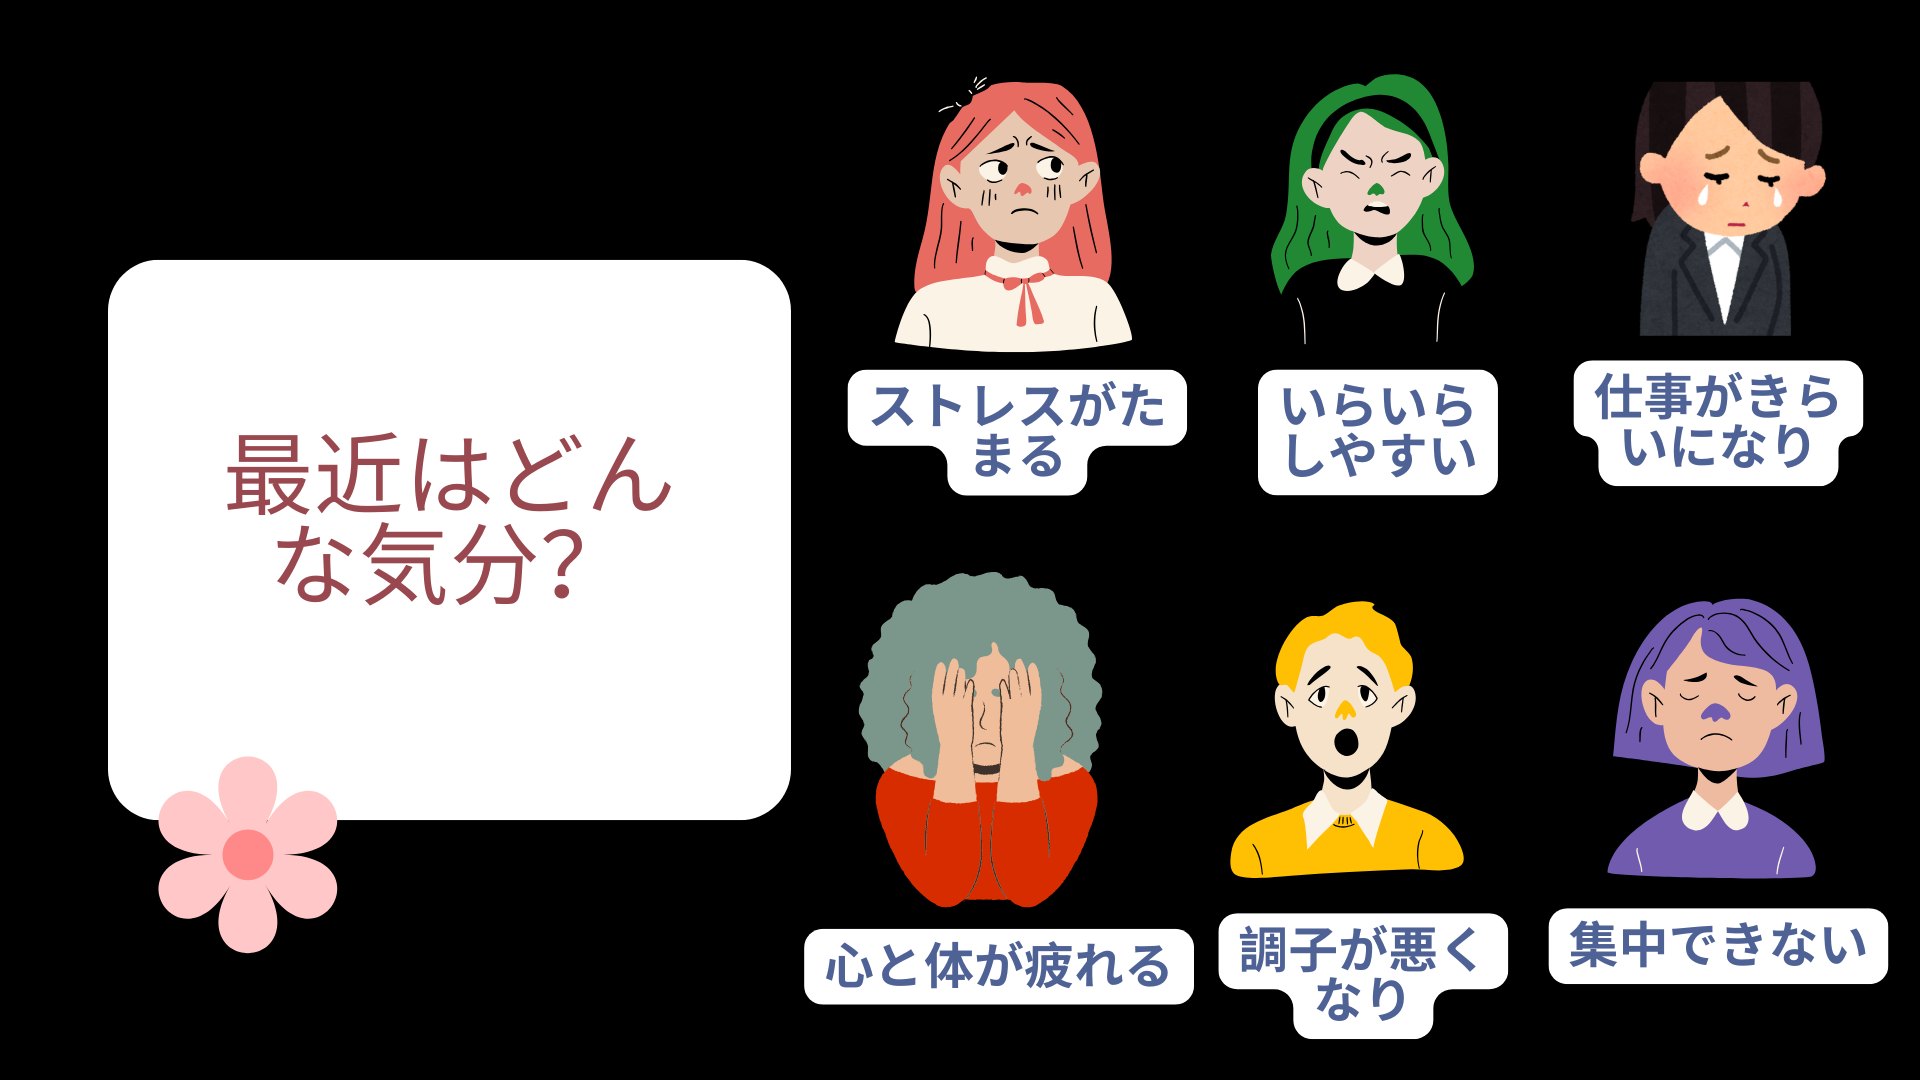 最近はどん
な気分?
ストレスがた
まる
いらいら
しやすい
仕事がきら
いになり
心と体が疲れる
調子が悪く
なり
集中できない